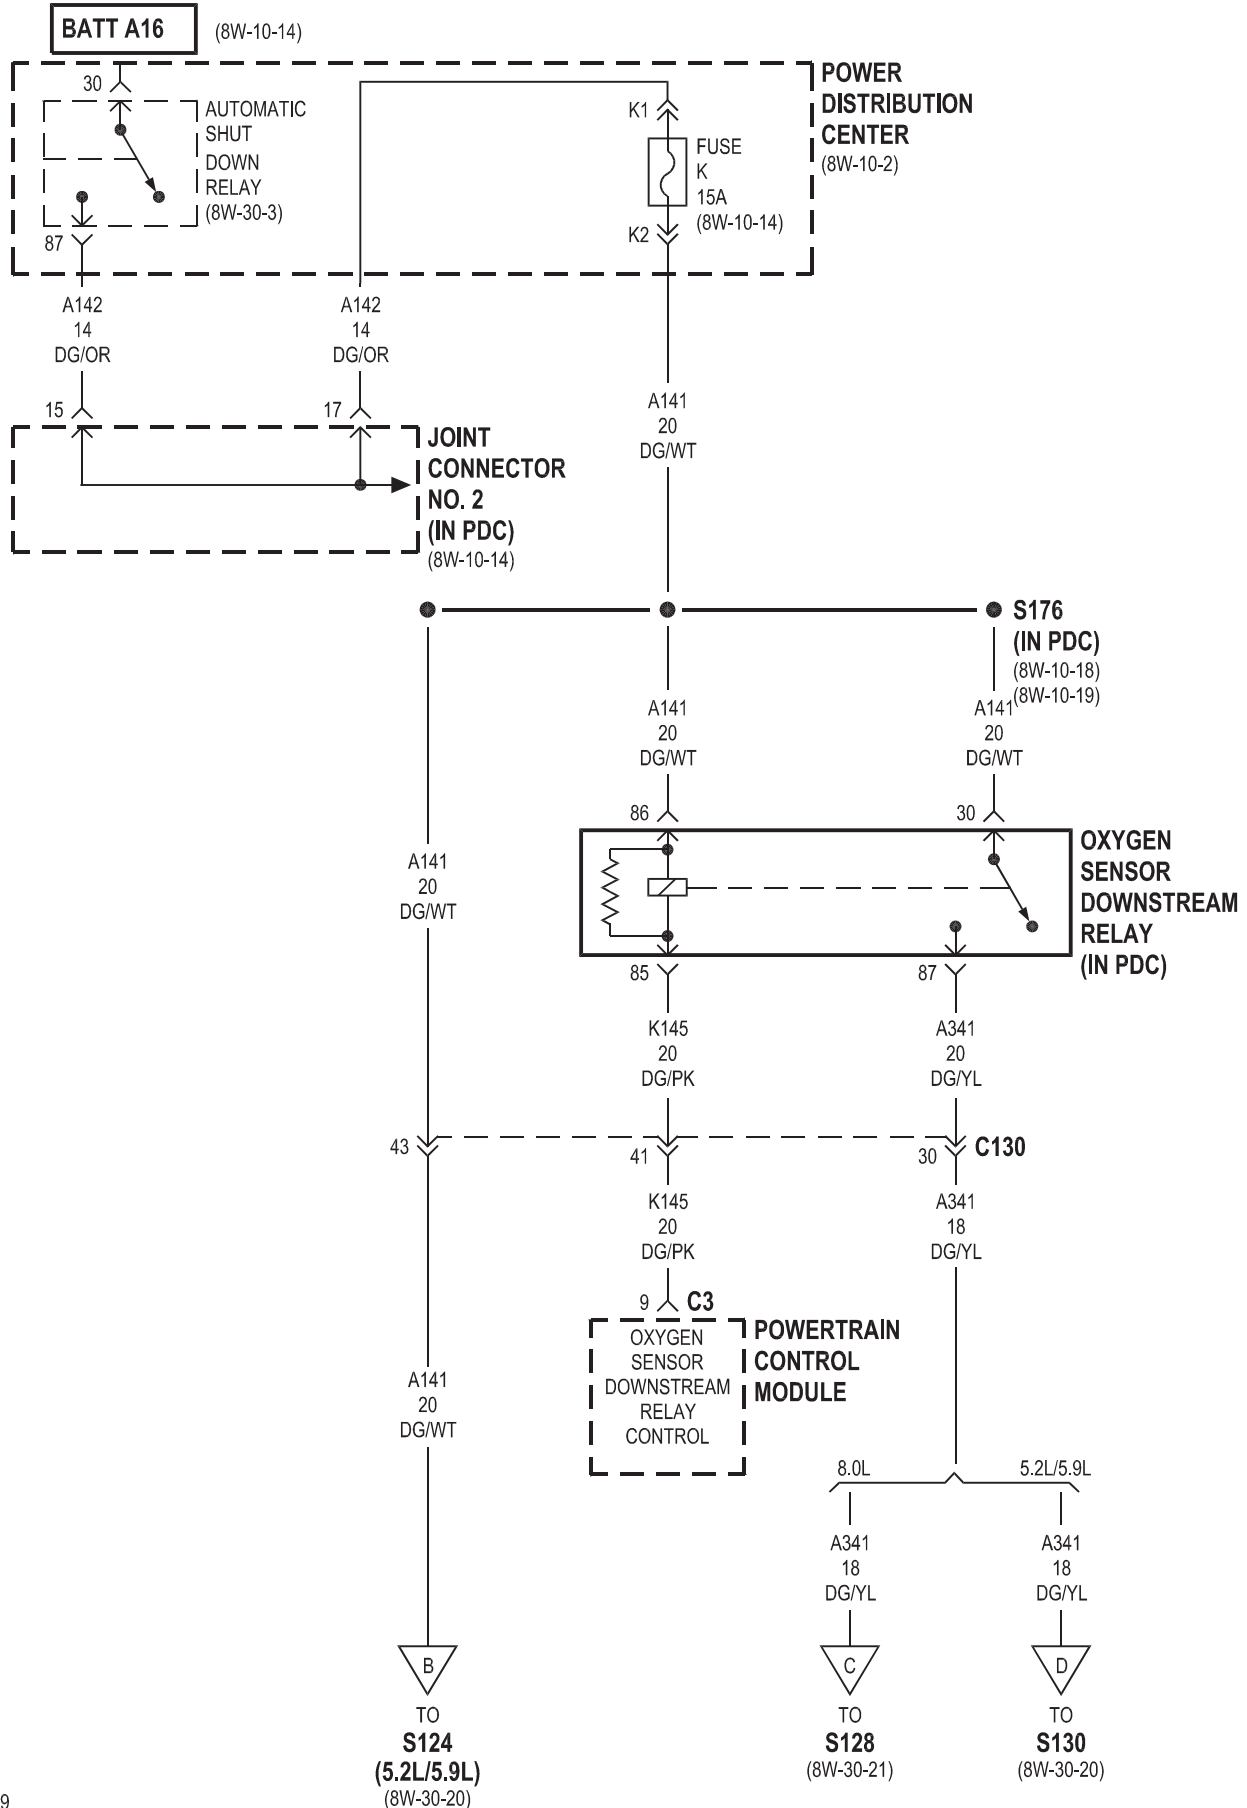 BATT A16
(8W-10-14)
30
AUTOMATIC
SHUT
DOWN
RELAY
(8W-30-3)
87
K1
FUSE
K
15A
(8W-10-14)
K2
POWER
DISTRIBUTION
CENTER
(8W-10-2)
A142
14
DG/OR
A142
14
DG/OR
15
17
JOINT
CONNECTOR
NO. 2
(IN PDC)
(8W-10-14)
A141
20
DG/WT
S176
(IN PDC)
(8W-10-18)
(8W-10-19)
A141
20
DG/WT
A141
20
DG/WT
86
30
A141
20
DG/WT
OXYGEN
SENSOR
DOWNSTREAM
RELAY
(IN PDC)
85
87
K145
20
DG/PK
A341
20
DG/YL
43
41
30
C130
K145
20
DG/PK
A341
18
DG/YL
9
C3
OXYGEN
SENSOR
DOWNSTREAM
RELAY
CONTROL
POWERTRAIN
CONTROL
MODULE
A141
20
DG/WT
8.0L
5.2L/5.9L
A341
18
DG/YL
A341
18
DG/YL
B
C
D
TO
S124
(5.2L/5.9L)
(8W-30-20)
TO
S128
(8W-30-21)
TO
S130
(8W-30-20)
9